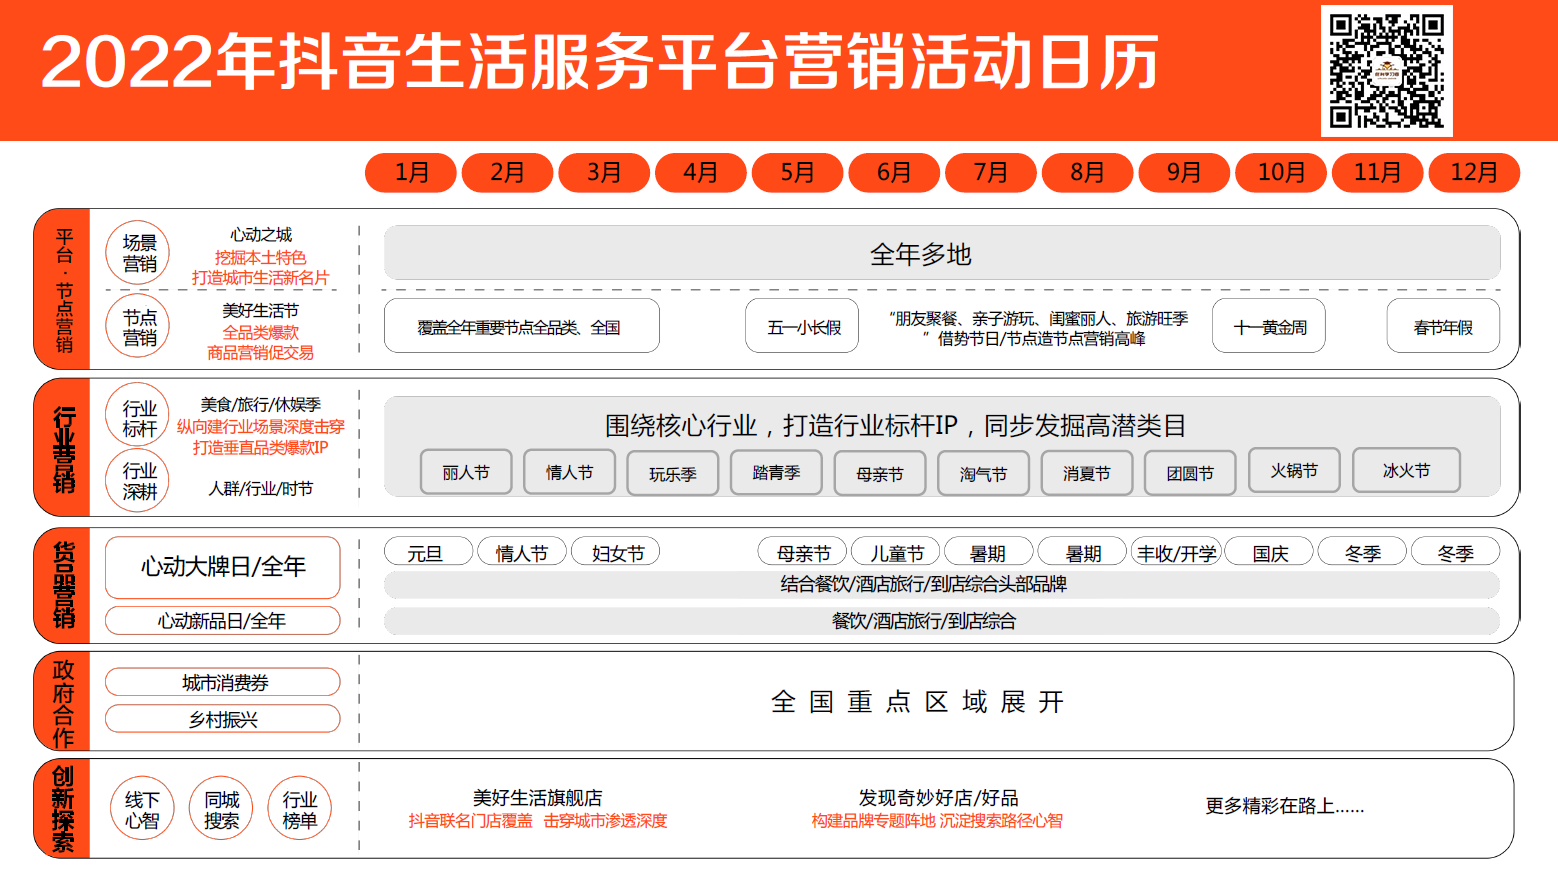 2022年抖音生活服务平台营销活动日历
1月 2月 3月 4月 5月 6月 7月 8月 9月 10月 11月 12月
平台·节点营销
场景
营销
心动之城
挖掘本土特色
打造城市生活新名片
全年多地
节点
营销
美好生活节
全品类爆款
商品营销促交易
覆盖全年重要节点全品类、全国
五一小长假
“朋友聚餐、亲子游玩、闺蜜丽人、旅游旺季
”借势节日/节点造节点营销高峰
十一黄金周
春节年假
行业营销
行业
标杆
美食/旅行/休娱季
纵向建行业场景深度击穿
打造垂直品类爆款IP
行业
深耕
人群/行业/时节
围绕核心行业，打造行业标杆IP，同步发掘高潜类目
丽人节 情人节 玩乐季 踏青季 母亲节 淘气节 消夏节 团圆节 火锅节 冰火节
货品营销
心动大牌日/全年
元旦 情人节 妇女节 母亲节 儿童节 暑期 暑期 丰收/开学 国庆 冬季 冬季
结合餐饮/酒店旅行/到店综合头部品牌
心动新品日/全年
餐饮/酒店旅行/到店综合
政府合作
城市消费券
乡村振兴
全国重点区域展开
创新探索
线下
心智
同城
搜索
行业
榜单
美好生活旗舰店
抖音联名门店覆盖 击穿城市渗透深度
发现奇妙好店/好品
构建品牌专题阵地 沉淀搜索路径心智
更多精彩在路上......